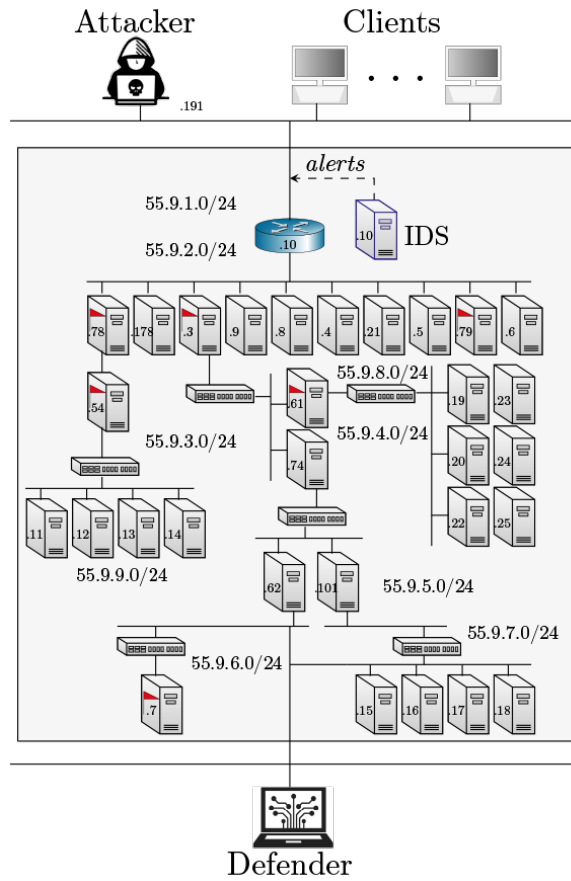 Attacker Clients
.191
alerts
55.9.1.0/24
.10 .10 IDS
55.9.2.0/24
.78 .178 .3 .9 .8 .4 .21 .5 .79 .6
55.9.8.0/24
.54 .61 .19 .23
55.9.3.0/24 55.9.4.0/24
.74 .20 .24
.11 .12 .13 .14 .22 .25
55.9.9.0/24
.62 .101 55.9.5.0/24
55.9.7.0/24
55.9.6.0/24
.7 .15 .16 .17 .18
Defender